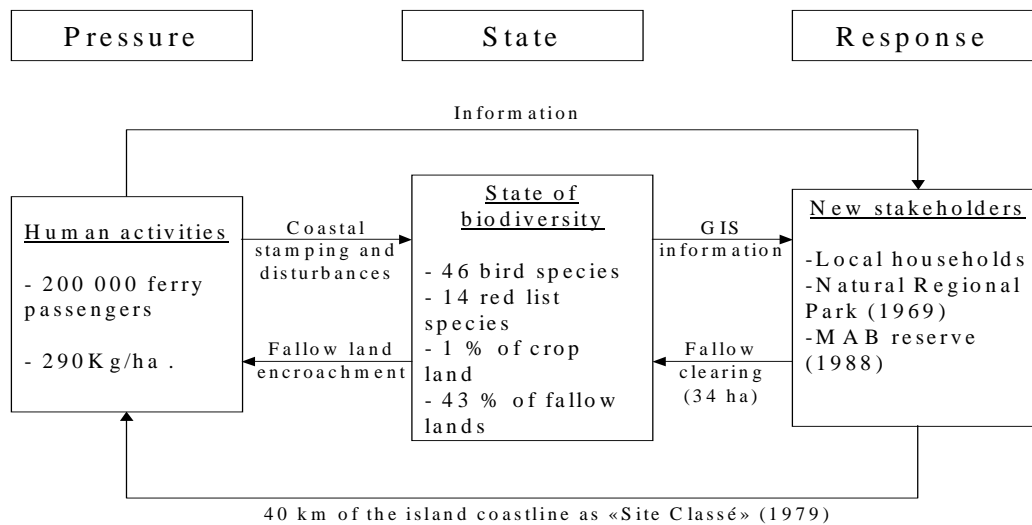 Pressure
State
Response
Information
Human activities
- 200 000 ferry
passengers
- 290Kg/ha .
Coastal
stamping and
disturbances
Fallow land
encroachment
State of
biodiversity
- 46 bird species
- 14 red list
species
- 1 % of crop
land
- 43 % of fallow
lands
GIS
information
Fallow
clearing
(34 ha)
New stakeholders
-Local households
-Natural Regional
Park (1969)
-MAB reserve
(1988)
40 km of the island coastline as «Site Classé» (1979)